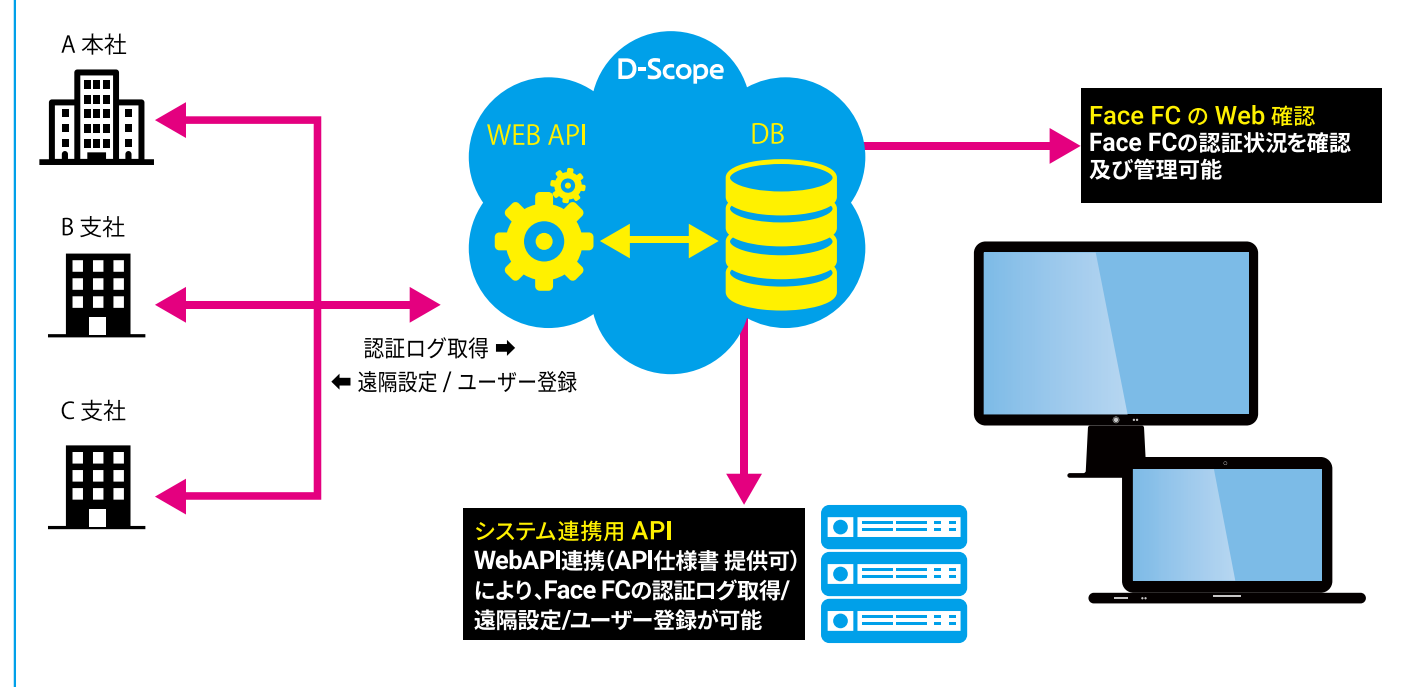 A 本社
B 支社
C 支社
認証ログ取得 ➡
⬅ 遠隔設定 / ユーザー登録
D-Scope
WEB API
DB
Face FC の Web 確認
Face FCの認証状況を確認
及び管理可能
システム連携用 API
WebAPI連携(API仕様書 提供可)
により、Face FCの認証ログ取得/
遠隔設定/ユーザー登録が可能